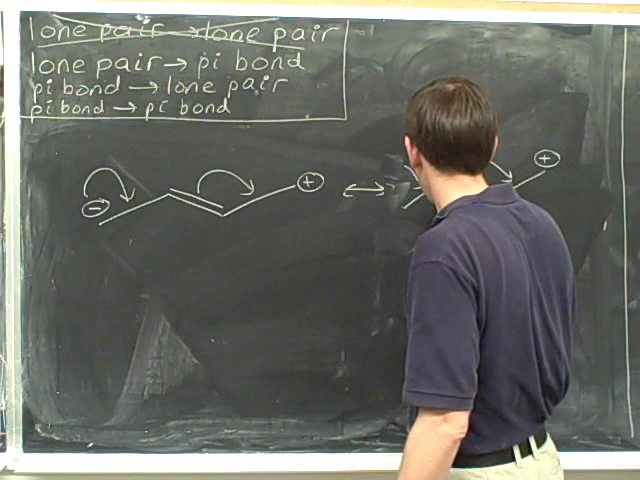 lone pair → lone pair
lone pair → pi bond
pi bond → lone pair
pi bond → pi bond
⊖ ⊕ ↔ ⊕